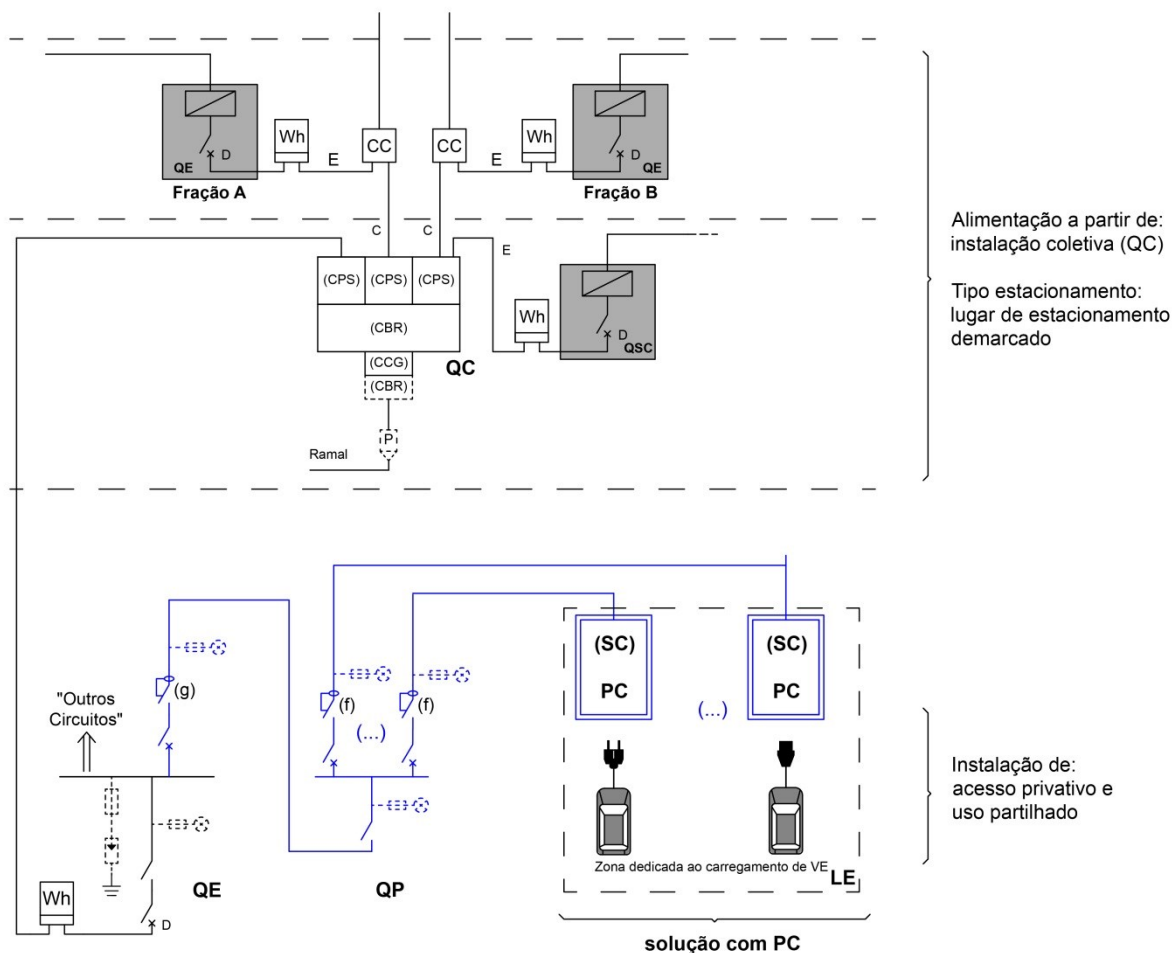 Wh
E
CC
CC
E
Wh
D
QE
D
QE
Fração A
Fração B
Alimentação a partir de:
instalação coletiva (QC)
Tipo estacionamento:
lugar de estacionamento
demarcado
C
C
E
(CPS)
(CPS)
(CPS)
Wh
D
QSC
(CBR)
(CCG)
QC
(CBR)
P
Ramal
(SC)
PC
(SC)
PC
"Outros
Circuitos"
(g)
(f)
(f)
(...)
(...)
Instalação de:
acesso privativo e
uso partilhado
Zona dedicada ao carregamento de VE
LE
Wh
D
QE
QP
solução com PC